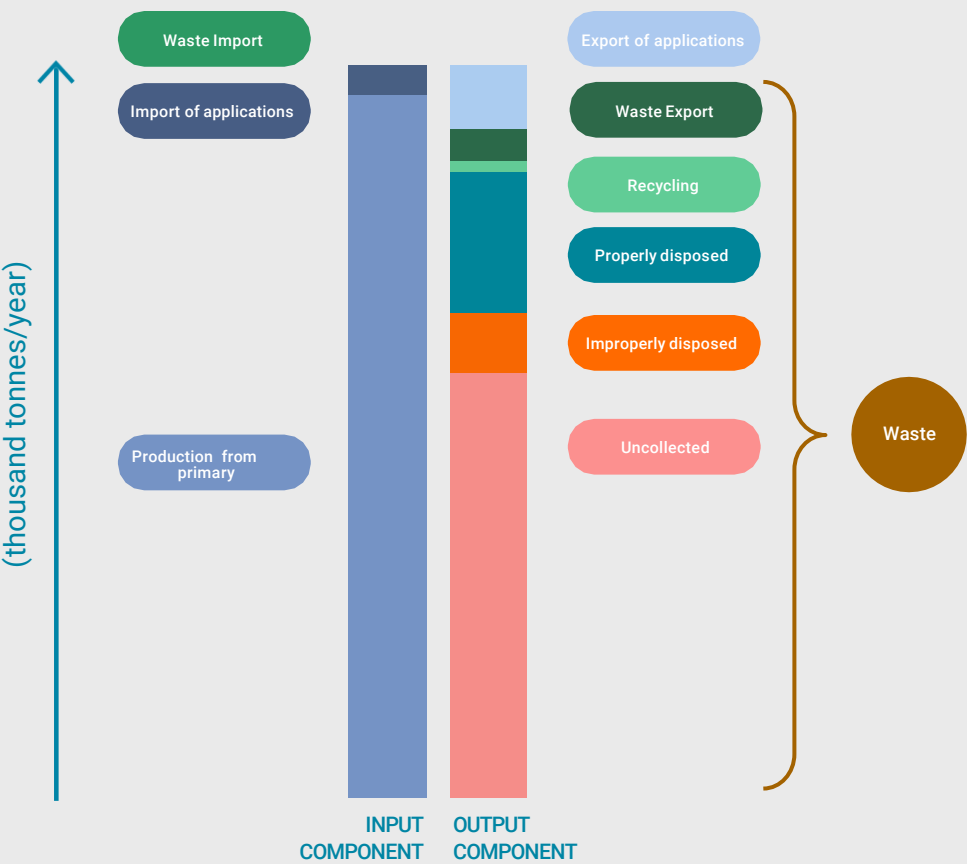 Waste Import
Import of applications
Production from
primary
(thousand tonnes/year)
Export of applications
Waste Export
Recycling
Properly disposed
Improperly disposed
Uncollected
Waste
INPUT
COMPONENT
OUTPUT
COMPONENT